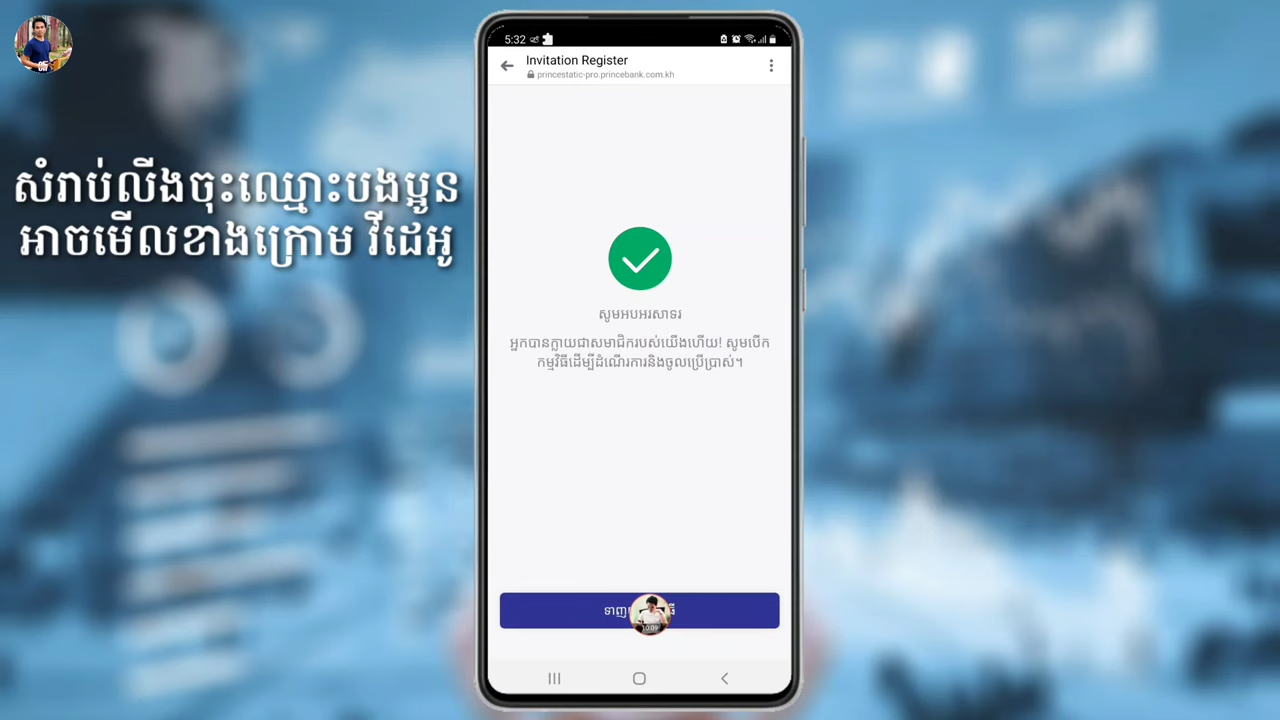 សំរាប់លីងចុះឈ្មោះបងប្អូន
អាចមើលខាងក្រោម វីដេអូ
5:32
Invitation Register
princestatic-pro.princebank.com.kh
សូមអបអរសាទរ
អ្នកបានក្លាយជាសមាជិករបស់យើងហើយ! សូមបើក
កម្មវិធីដើម្បីដំណើរការនិងចូលប្រើប្រាស់។
10:09